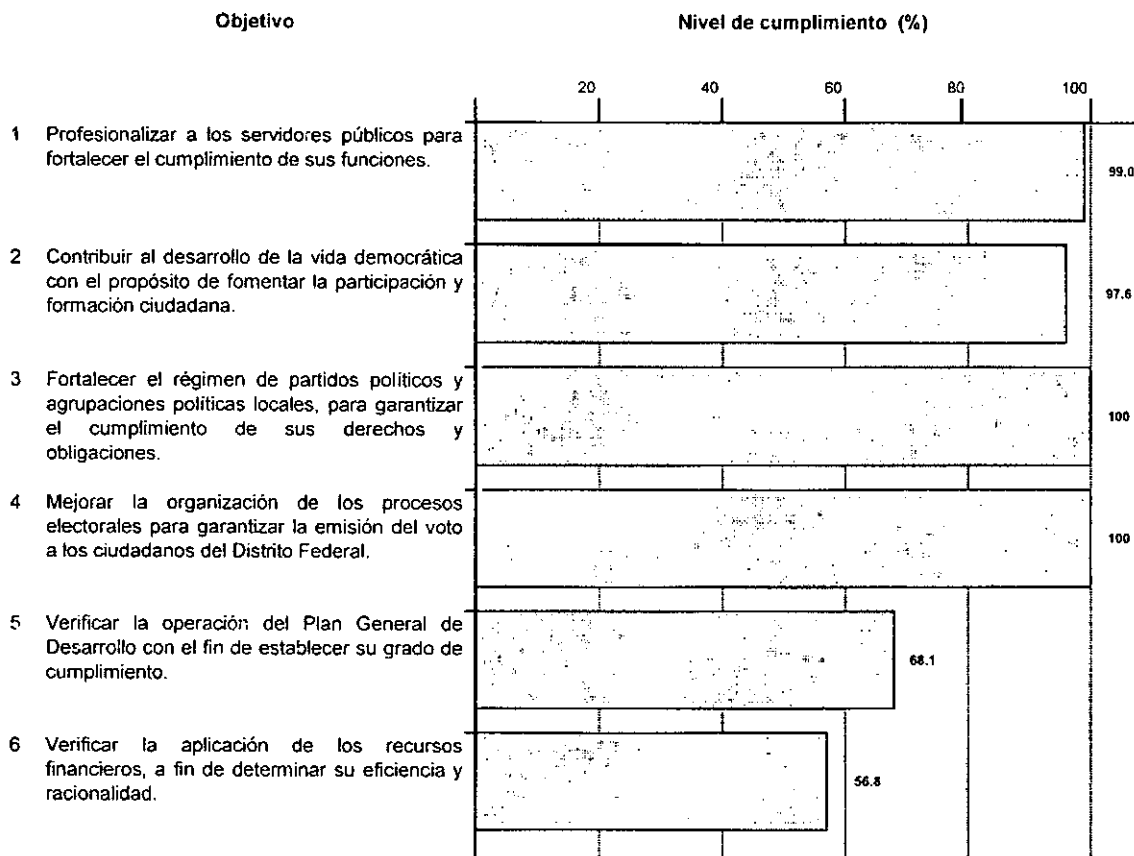 Objetivo Nivel de cumplimiento (%)
20 40 60 80 100
1 Profesionalizar a los servidores públicos para
fortalecer el cumplimiento de sus funciones.
99.0
2 Contribuir al desarrollo de la vida democrática
con el propósito de fomentar la participación y
formación ciudadana.
97.6
3 Fortalecer el régimen de partidos políticos y
agrupaciones políticas locales, para garantizar
el cumplimiento de sus derechos y
obligaciones.
100
4 Mejorar la organización de los procesos
electorales para garantizar la emisión del voto
a los ciudadanos del Distrito Federal.
100
5 Verificar la operación del Plan General de
Desarrollo con el fin de establecer su grado de
cumplimiento.
68.1
6 Verificar la aplicación de los recursos
financieros, a fin de determinar su eficiencia y
racionalidad.
56.8